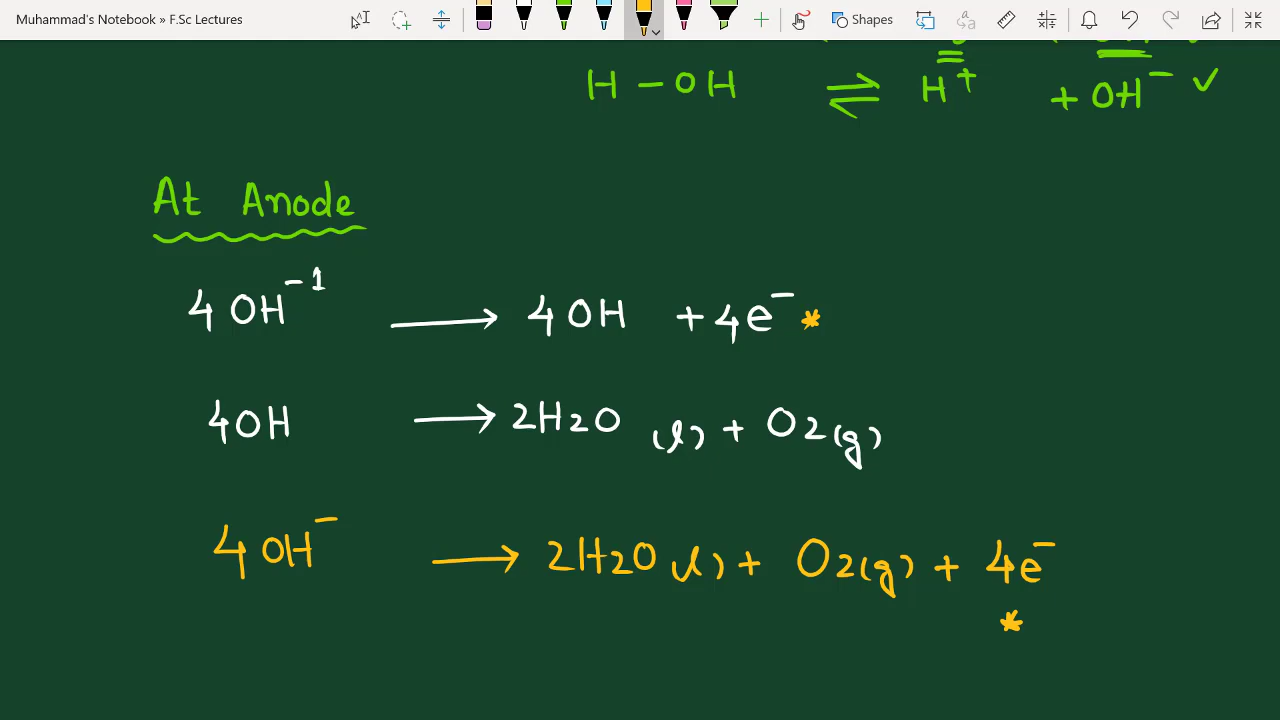 Muhammad's Notebook » F.Sc Lectures
Shapes
H – OH ⇌ H⁺ + OH⁻ ✓
At Anode
4 OH⁻¹ → 4 OH + 4e⁻ *
4OH → 2H2O (l) + O2(g)
4 OH⁻ → 2H2O (l) + O2(g) + 4e⁻
*